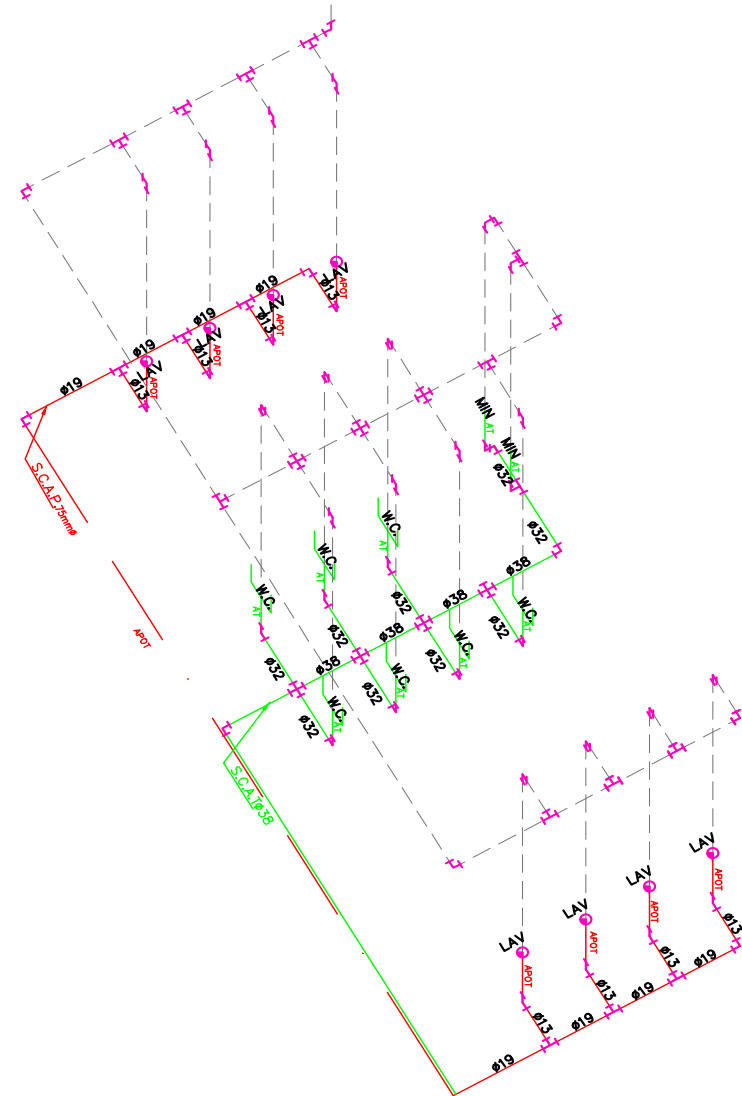 LAV
APOT
ø19
ø13
LAV
APOT
ø19
ø13
LAV
APOT
ø19
ø13
LAV
APOT
ø19
ø13
S.C.A.P.75mmø
APOT
MIN
AT
MIN
AT
ø32
ø32
W.C.
AT
W.C.
AT
W.C.
AT
ø38
W.C.
AT
ø32
ø38
ø32
W.C.
AT
ø32
ø38
ø32
W.C.
AT
ø32
ø38
ø32
W.C.
AT
ø32
S.C.A.Tø38
LAV
APOT
ø13
LAV
APOT
ø19
ø13
LAV
APOT
ø19
ø13
LAV
APOT
ø19
ø13
ø19